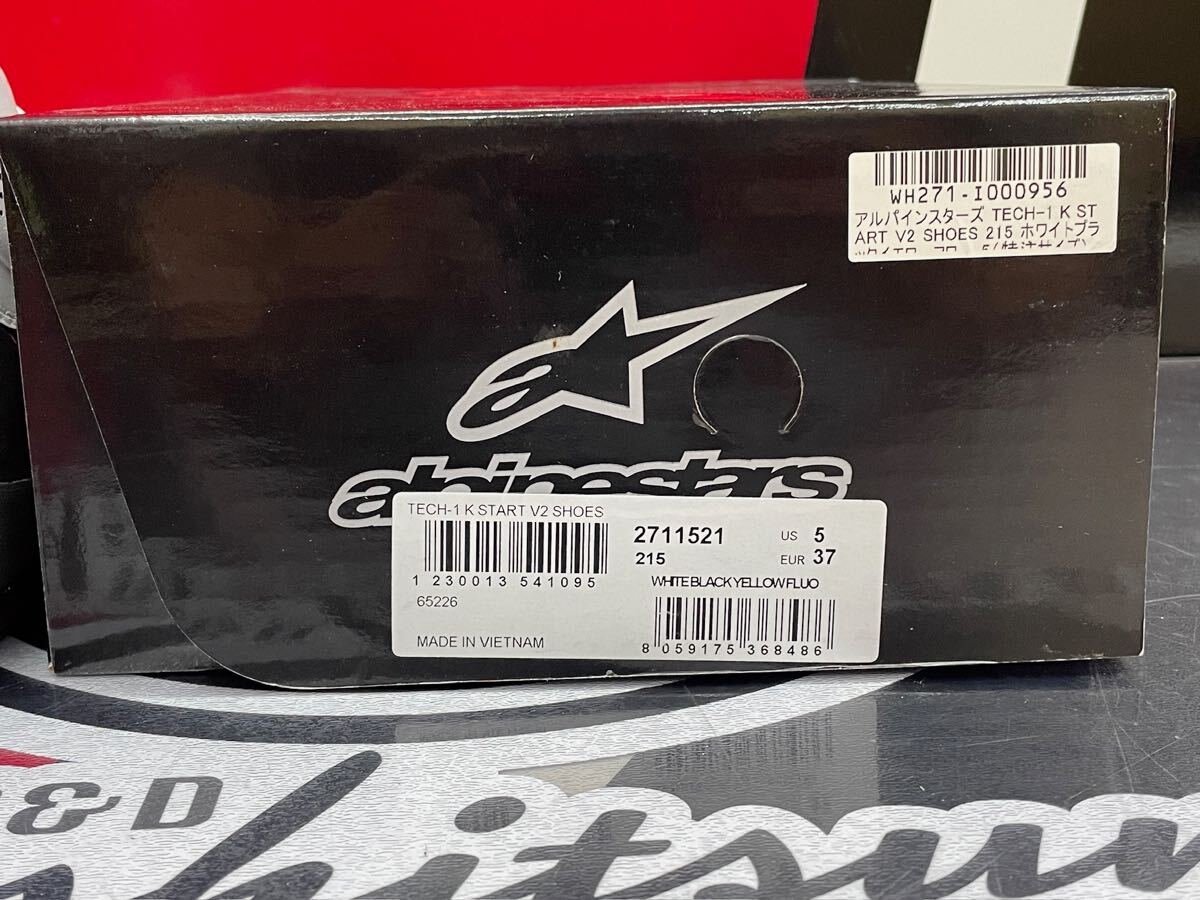 WH271-I000956
アルパインスターズ TECH-1 K ST
ART V2 SHOES 215 ホワイトブラ
alpinestars
TECH-1 K START V2 SHOES
2711521
US 5
215
EUR 37
1 230013 541095
WHITE BLACK YELLOW FLUO
65226
MADE IN VIETNAM
8 059175 368486
& D